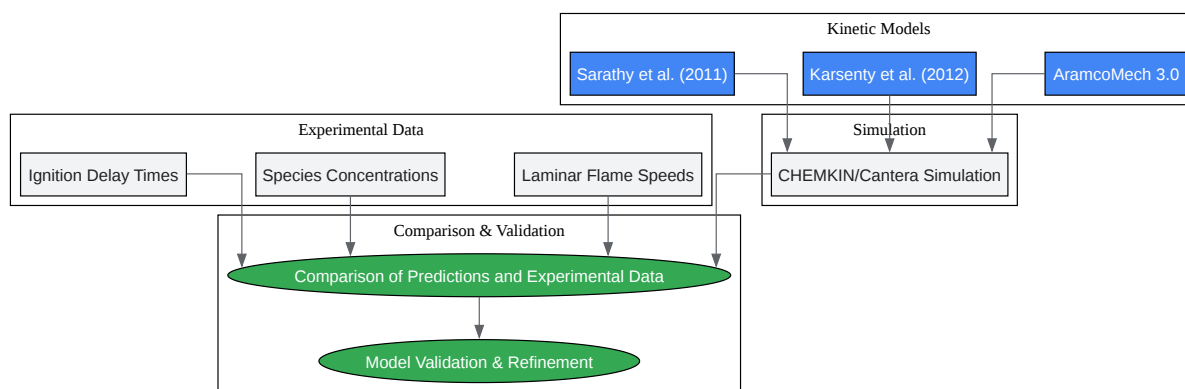 Kinetic Models
Sarathy et al. (2011)
Karsenty et al. (2012)
AramcoMech 3.0
Experimental Data
Simulation
Ignition Delay Times
Species Concentrations
Laminar Flame Speeds
CHEMKIN/Cantera Simulation
Comparison & Validation
Comparison of Predictions and Experimental Data
Model Validation & Refinement